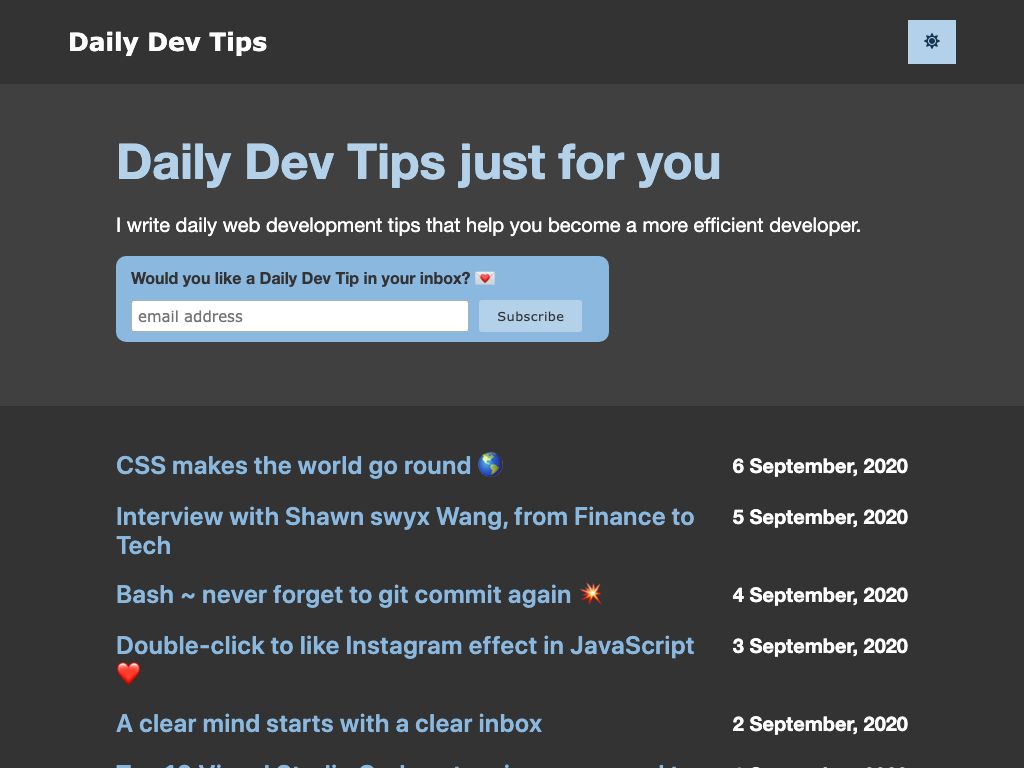 Daily Dev Tips
Daily Dev Tips just for you
I write daily web development tips that help you become a more efficient developer.
Would you like a Daily Dev Tip in your inbox? 💌
email address
Subscribe
CSS makes the world go round 🌎
6 September, 2020
Interview with Shawn swyx Wang, from Finance to
Tech
5 September, 2020
Bash ~ never forget to git commit again 💥
4 September, 2020
Double-click to like Instagram effect in JavaScript
❤️
3 September, 2020
A clear mind starts with a clear inbox
2 September, 2020